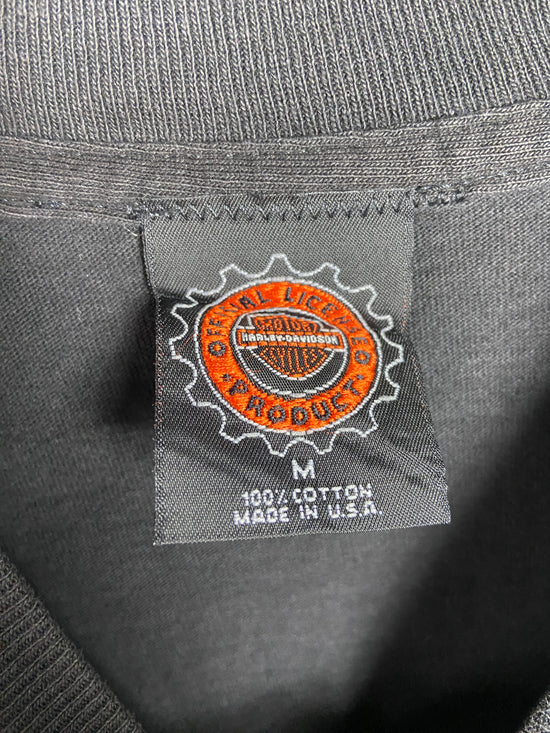 OFFICIAL LICENSED
PRODUCT
MOTOR
HARLEY-DAVIDSON
CYCLES
M
100% COTTON
MADE IN U.S.A.